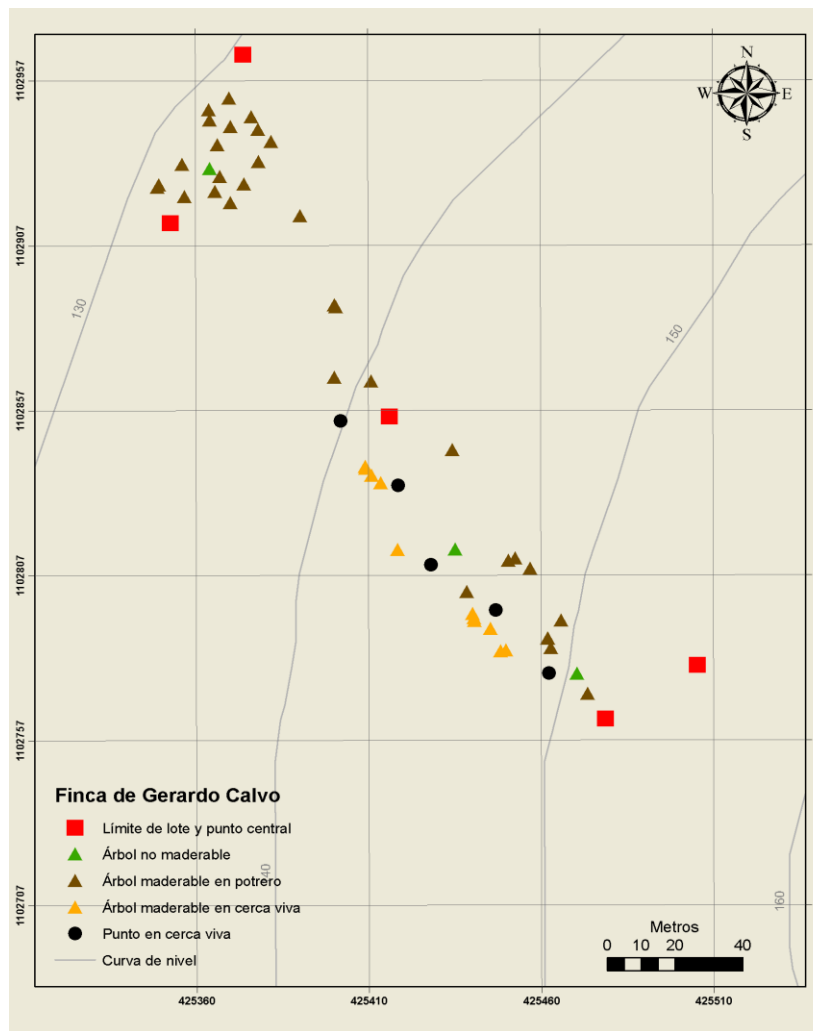 N
W E
S
1102957
1102907
130
150
1102857
1102807
1102757
Finca de Gerardo Calvo
Límite de lote y punto central
Árbol no maderable
Árbol maderable en potrero
Árbol maderable en cerca viva
Punto en cerca viva
Curva de nivel
40
160
1102707
Metros
0 10 20 40
425360 425410 425460 425510